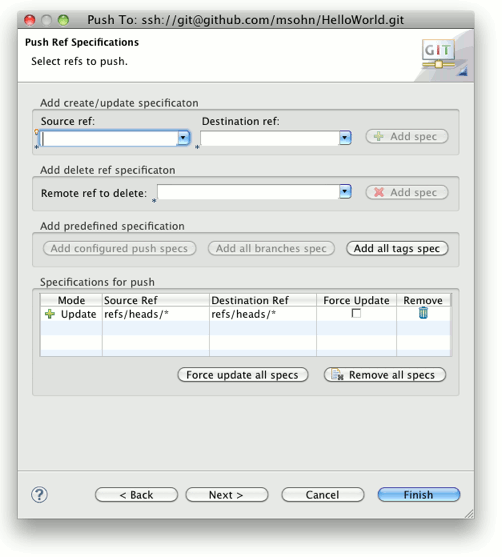 Push To: ssh://git@github.com/msohn/HelloWorld.git
Push Ref Specifications
Select refs to push.
GIT
Add create/update specificaton
Source ref: Destination ref:
Add spec
Add delete ref specificaton
Remote ref to delete: Add spec
Add predefined specification
Add configured push specs Add all branches spec Add all tags spec
Specifications for push
Mode Source Ref Destination Ref Force Update Remove
Update refs/heads/* refs/heads/*
Force update all specs Remove all specs
? < Back Next > Cancel Finish